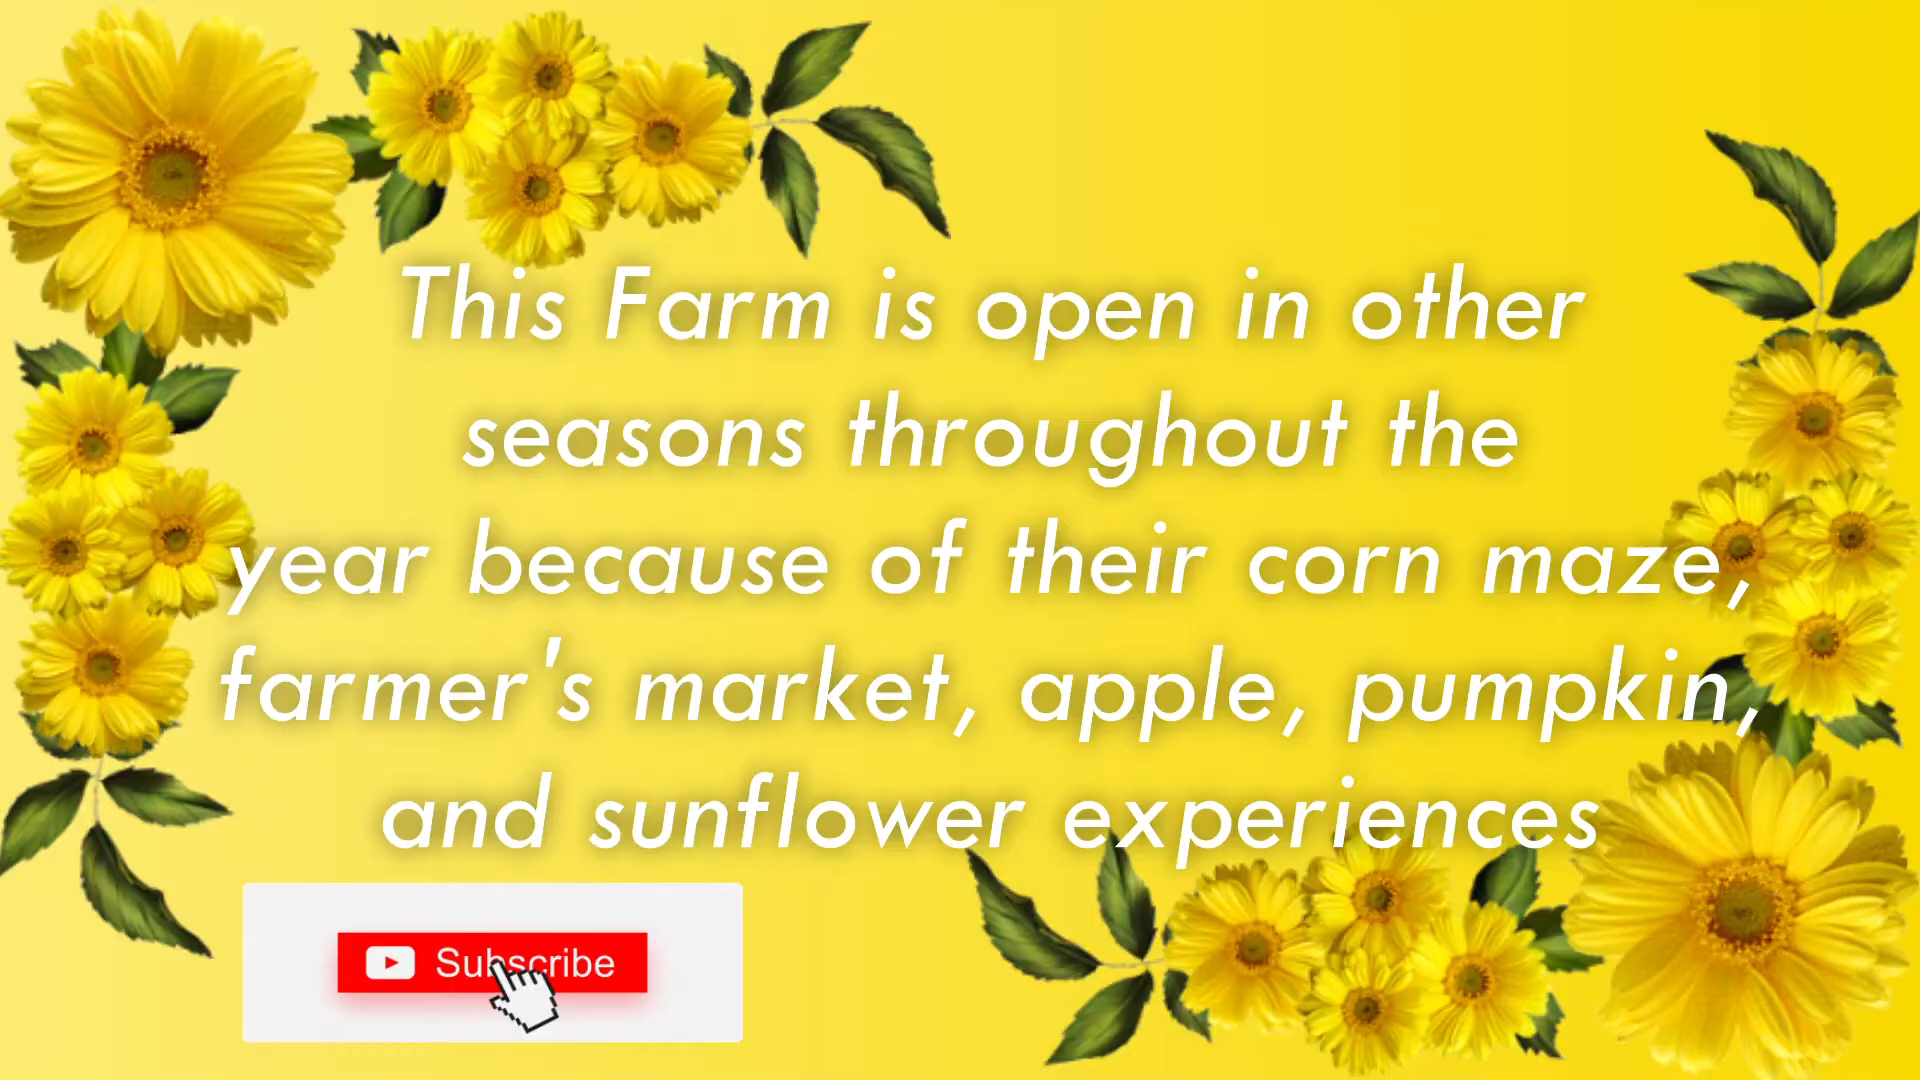 This Farm is open in other
seasons throughout the
year because of their corn maze,
farmer's market, apple, pumpkin,
and sunflower experiences
Subscribe